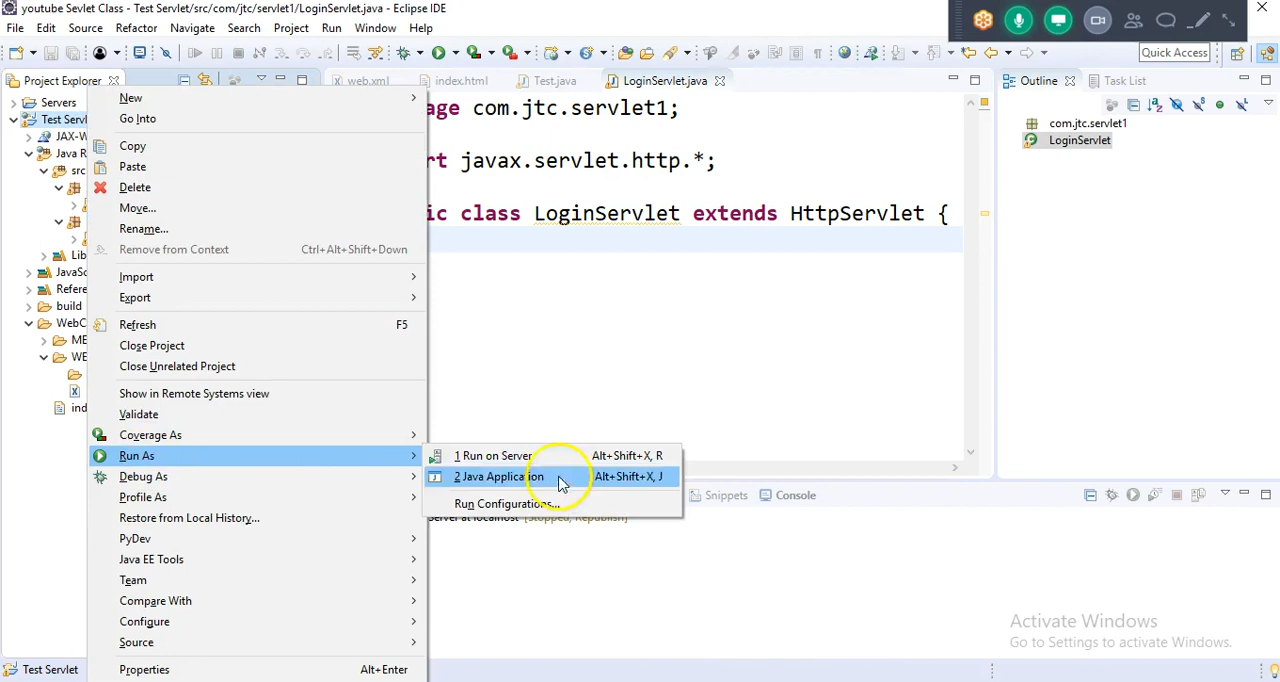 youtube Sevlet Class - Test Servlet/src/com/jtc/servlet1/LoginServlet.java - Eclipse IDE
File Edit Source Refactor Navigate Search Project Run Window Help
Quick Access
Project Explorer
web.xml index.html Test.java LoginServlet.java
Outline Task List
Servers
Test Servl
JAX-W
Java R
src
Lib
JavaSc
Refere
build
WebC
ME
WE
ind
New
Go Into
Copy
Paste
Delete
Move...
Rename...
Remove from Context Ctrl+Alt+Shift+Down
Import
Export
Refresh F5
Close Project
Close Unrelated Project
Show in Remote Systems view
Validate
Coverage As
Run As
Debug As
Profile As
Restore from Local History...
PyDev
Java EE Tools
Team
Compare With
Configure
Source
Properties Alt+Enter
1 Run on Server Alt+Shift+X, R
2 Java Application Alt+Shift+X, J
Run Configurations...
age com.jtc.servlet1;
rt javax.servlet.http.*;
ic class LoginServlet extends HttpServlet {
com.jtc.servlet1
LoginServlet
Snippets Console
Server at localhost [Stopped, Republish]
Activate Windows
Go to Settings to activate Windows.
Test Servlet